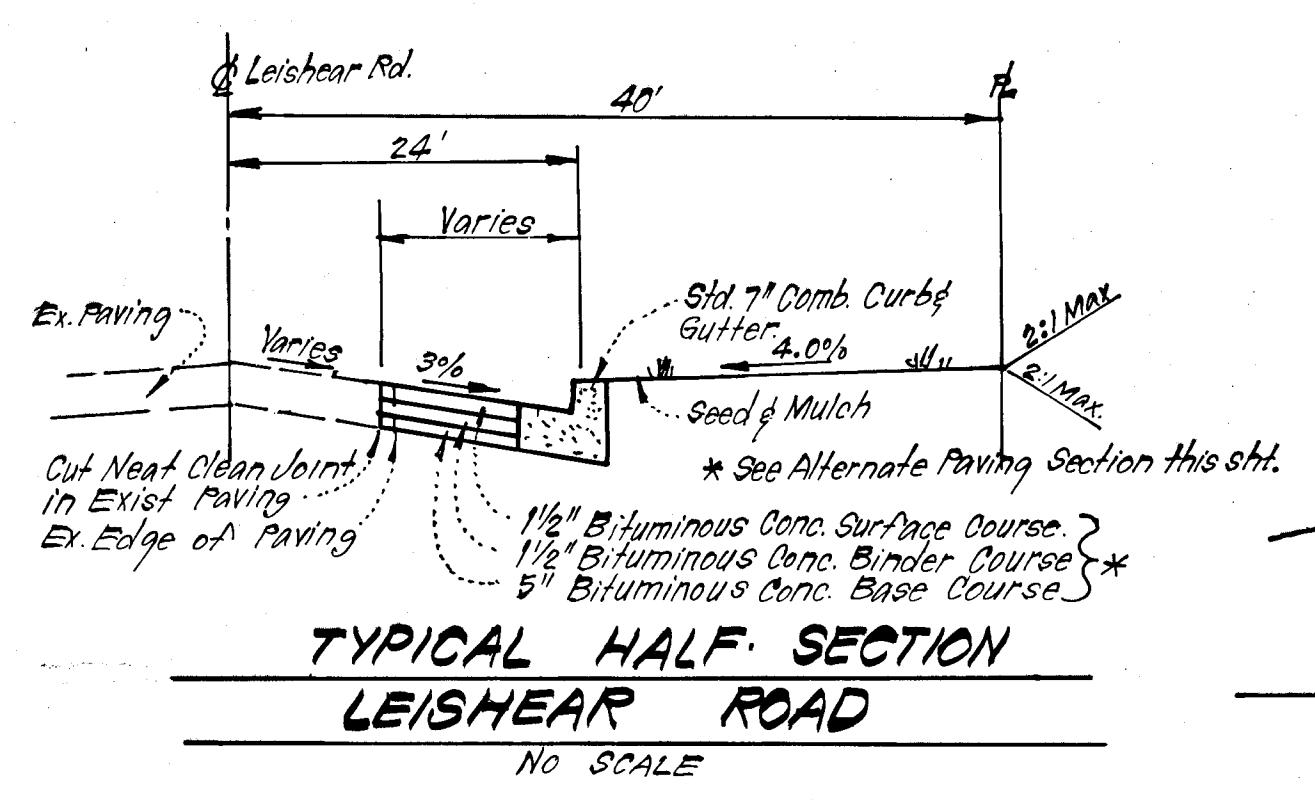 ℄ Leishear Rd.
℄
40'
24'
Varies
Std. 7" Comb. Curb &
Gutter.
2:1 Max
Ex. Paving
Varies
3%
4.0%
2:1 Max.
Seed & Mulch
Cut Neat Clean Joint
in Exist Paving
Ex. Edge of Paving
* See Alternate Paving Section this sht.
1½" Bituminous Conc. Surface Course.
1½" Bituminous Conc. Binder Course
5" Bituminous Conc. Base Course
*
TYPICAL HALF. SECTION
LEISHEAR ROAD
NO SCALE